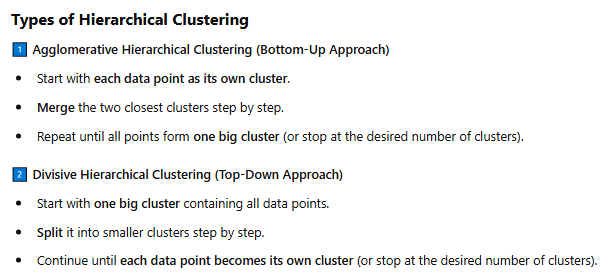 Types of Hierarchical Clustering
1 Agglomerative Hierarchical Clustering (Bottom-Up Approach)
• Start with each data point as its own cluster.
• Merge the two closest clusters step by step.
• Repeat until all points form one big cluster (or stop at the desired number of clusters).
2 Divisive Hierarchical Clustering (Top-Down Approach)
• Start with one big cluster containing all data points.
• Split it into smaller clusters step by step.
• Continue until each data point becomes its own cluster (or stop at the desired number of clusters).